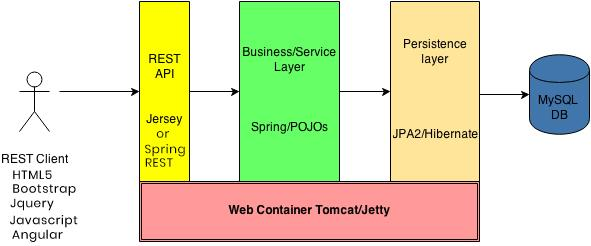 REST
API
Jersey
or
Spring
REST
Business/Service
Layer
Spring/POJOs
Persistence
layer
JPA2/Hibernate
MySQL
DB
REST Client
HTML5
Bootstrap
Jquery
Javascript
Angular
Web Container Tomcat/Jetty